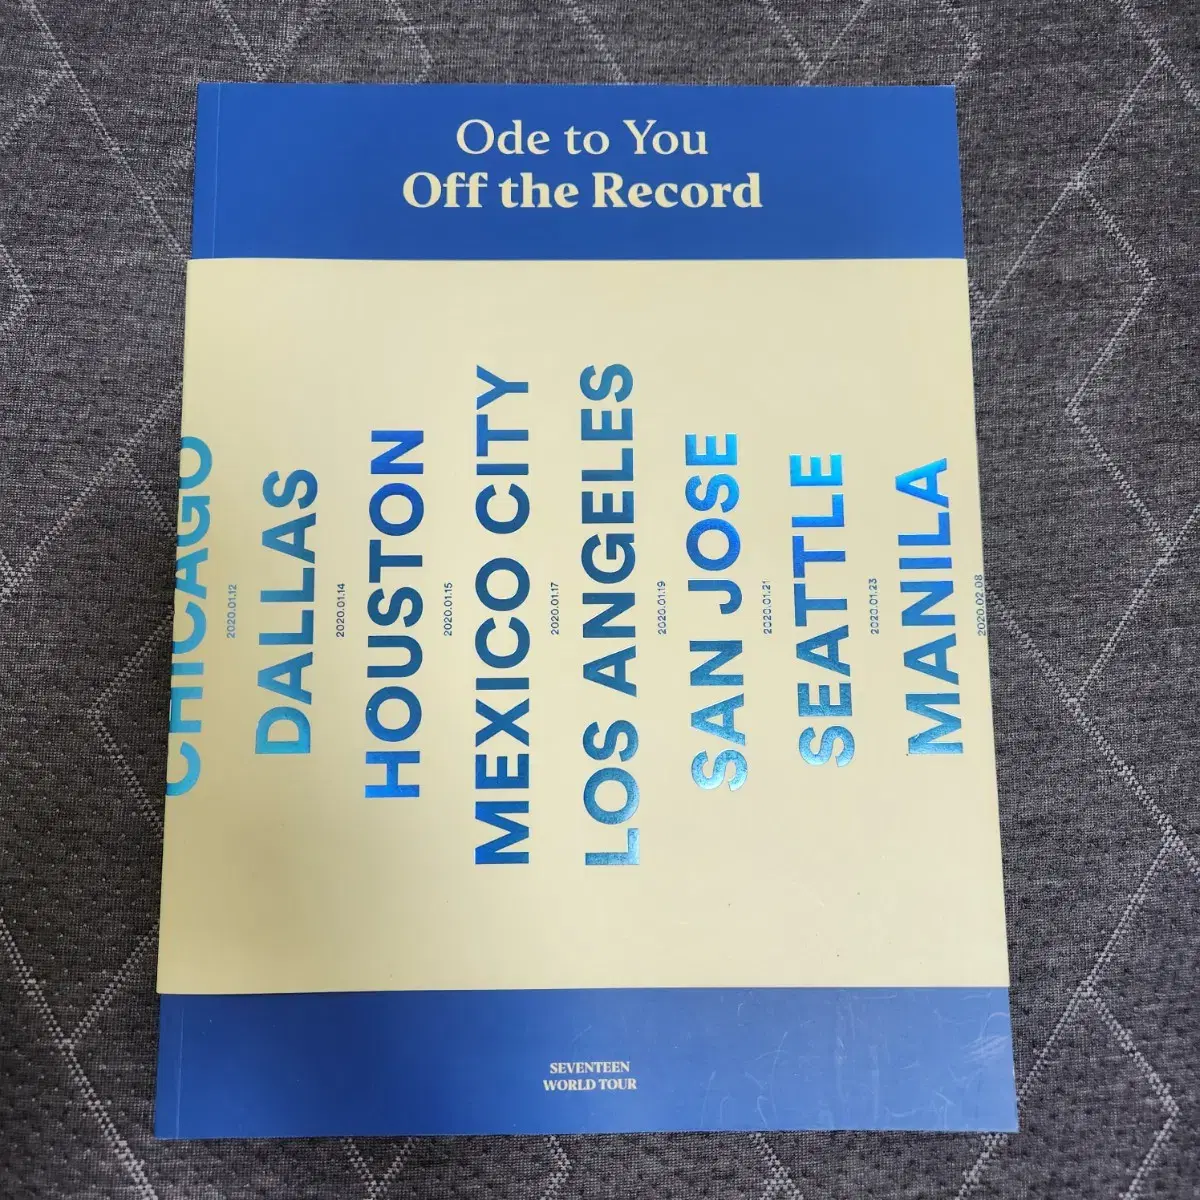 Ode to You
Off the Record
CHICAGO
2020.01.12
DALLAS
2020.01.14
HOUSTON
2020.01.15
MEXICO CITY
2020.01.17
LOS ANGELES
2020.01.19
SAN JOSE
2020.01.21
SEATTLE
2020.01.23
MANILA
2020.02.08
SEVENTEEN
WORLD TOUR